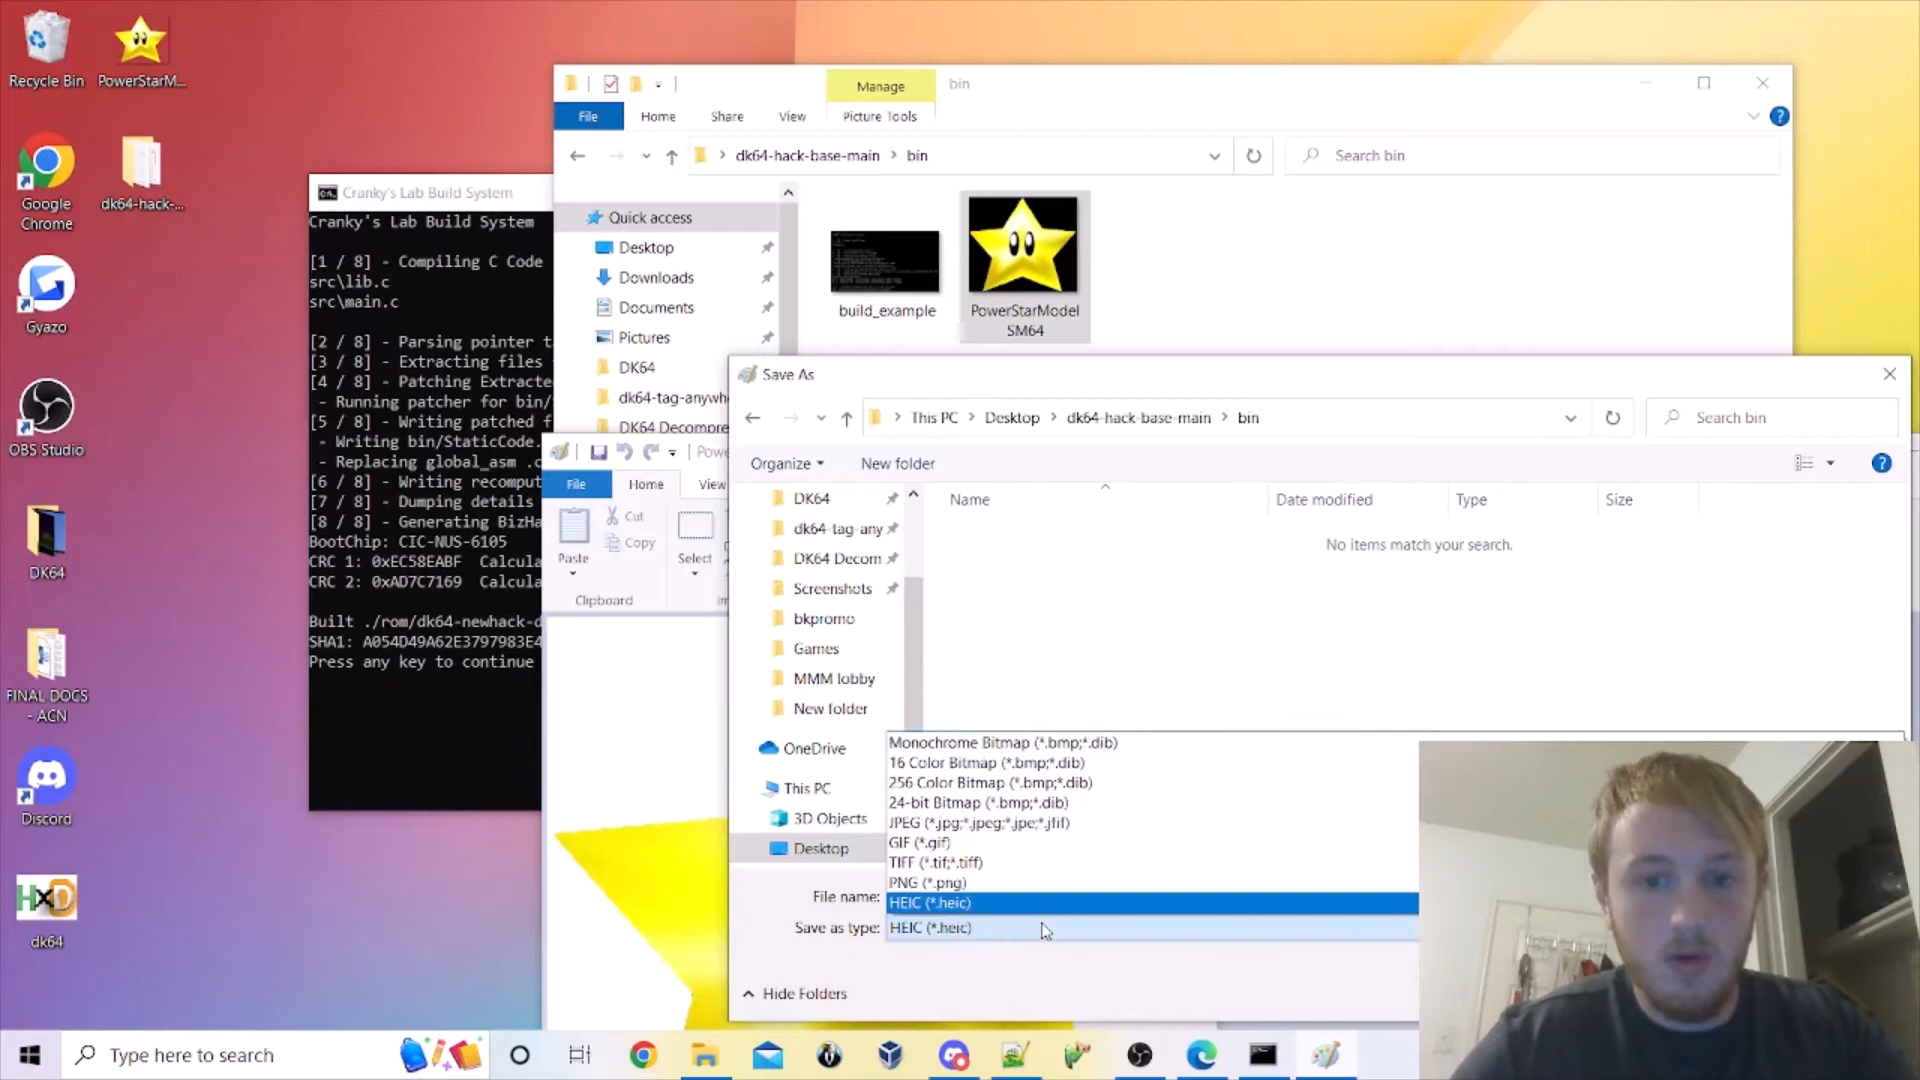 Recycle Bin
PowerStarM...
Google Chrome
dk64-hack-...
Gyazo
OBS Studio
DK64
FINAL DOCS - ACN
Discord
HxD
dk64
Cranky's Lab Build System
Cranky's Lab Build System
[1 / 8] - Compiling C Code
src\lib.c
src\main.c
[2 / 8] - Parsing pointer
[3 / 8] - Extracting files
[4 / 8] - Patching
- Running patcher for
[5 / 8] - Writing patched
- Writing bin/StaticCode.
- Replacing global_asm
[6 / 8] - Writing
[7 / 8] - Dumping details
[8 / 8] - Generating
BootChip: CIC-NUS-6105
CRC 1: 0xEC58EABF
CRC 2: 0xAD7C7169
Built ./rom/dk64-newhack-d
SHA1: A054D49A62E3797983E4
Press any key to continue
Manage
bin
File
Home
Share
View
Picture Tools
dk64-hack-base-main
bin
Search bin
Quick access
Desktop
Downloads
Documents
Pictures
DK64
dk64-tag-anywh
DK64 Decompre
build_example
PowerStarModel
SM64
File
Home
View
Paste
Cut
Copy
Select
Clipboard
Save As
This PC
Desktop
dk64-hack-base-main
bin
Search bin
Organize
New folder
Name
Date modified
Type
Size
No items match your search.
DK64
dk64-tag-any
DK64 Decom
Screenshots
bkpromo
Games
MMM lobby
New folder
OneDrive
This PC
3D Objects
Desktop
Monochrome Bitmap (*.bmp;*.dib)
16 Color Bitmap (*.bmp;*.dib)
256 Color Bitmap (*.bmp;*.dib)
24-bit Bitmap (*.bmp;*.dib)
JPEG (*.jpg;*.jpeg;*.jpe;*.jfif)
GIF (*.gif)
TIFF (*.tif;*.tiff)
PNG (*.png)
HEIC (*.heic)
File name:
Save as type:
HEIC (*.heic)
Hide Folders
Type here to search